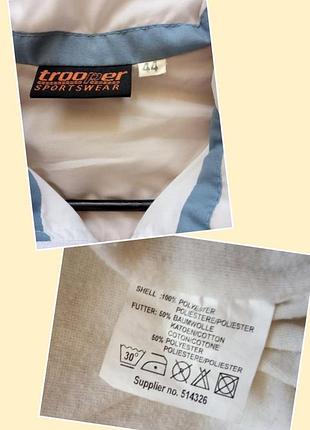 trooper
SPORTSWEAR
44
SHELL :100% POLYESTER
POLIESTERE/POLIESTER
FUTTER: 50% BAUMWOLLE
KATOEN/COTTON
COTON/COTONE
50% POLYESTER
POLIESTERE/POLIESTER
30°
Supplier no. 514326